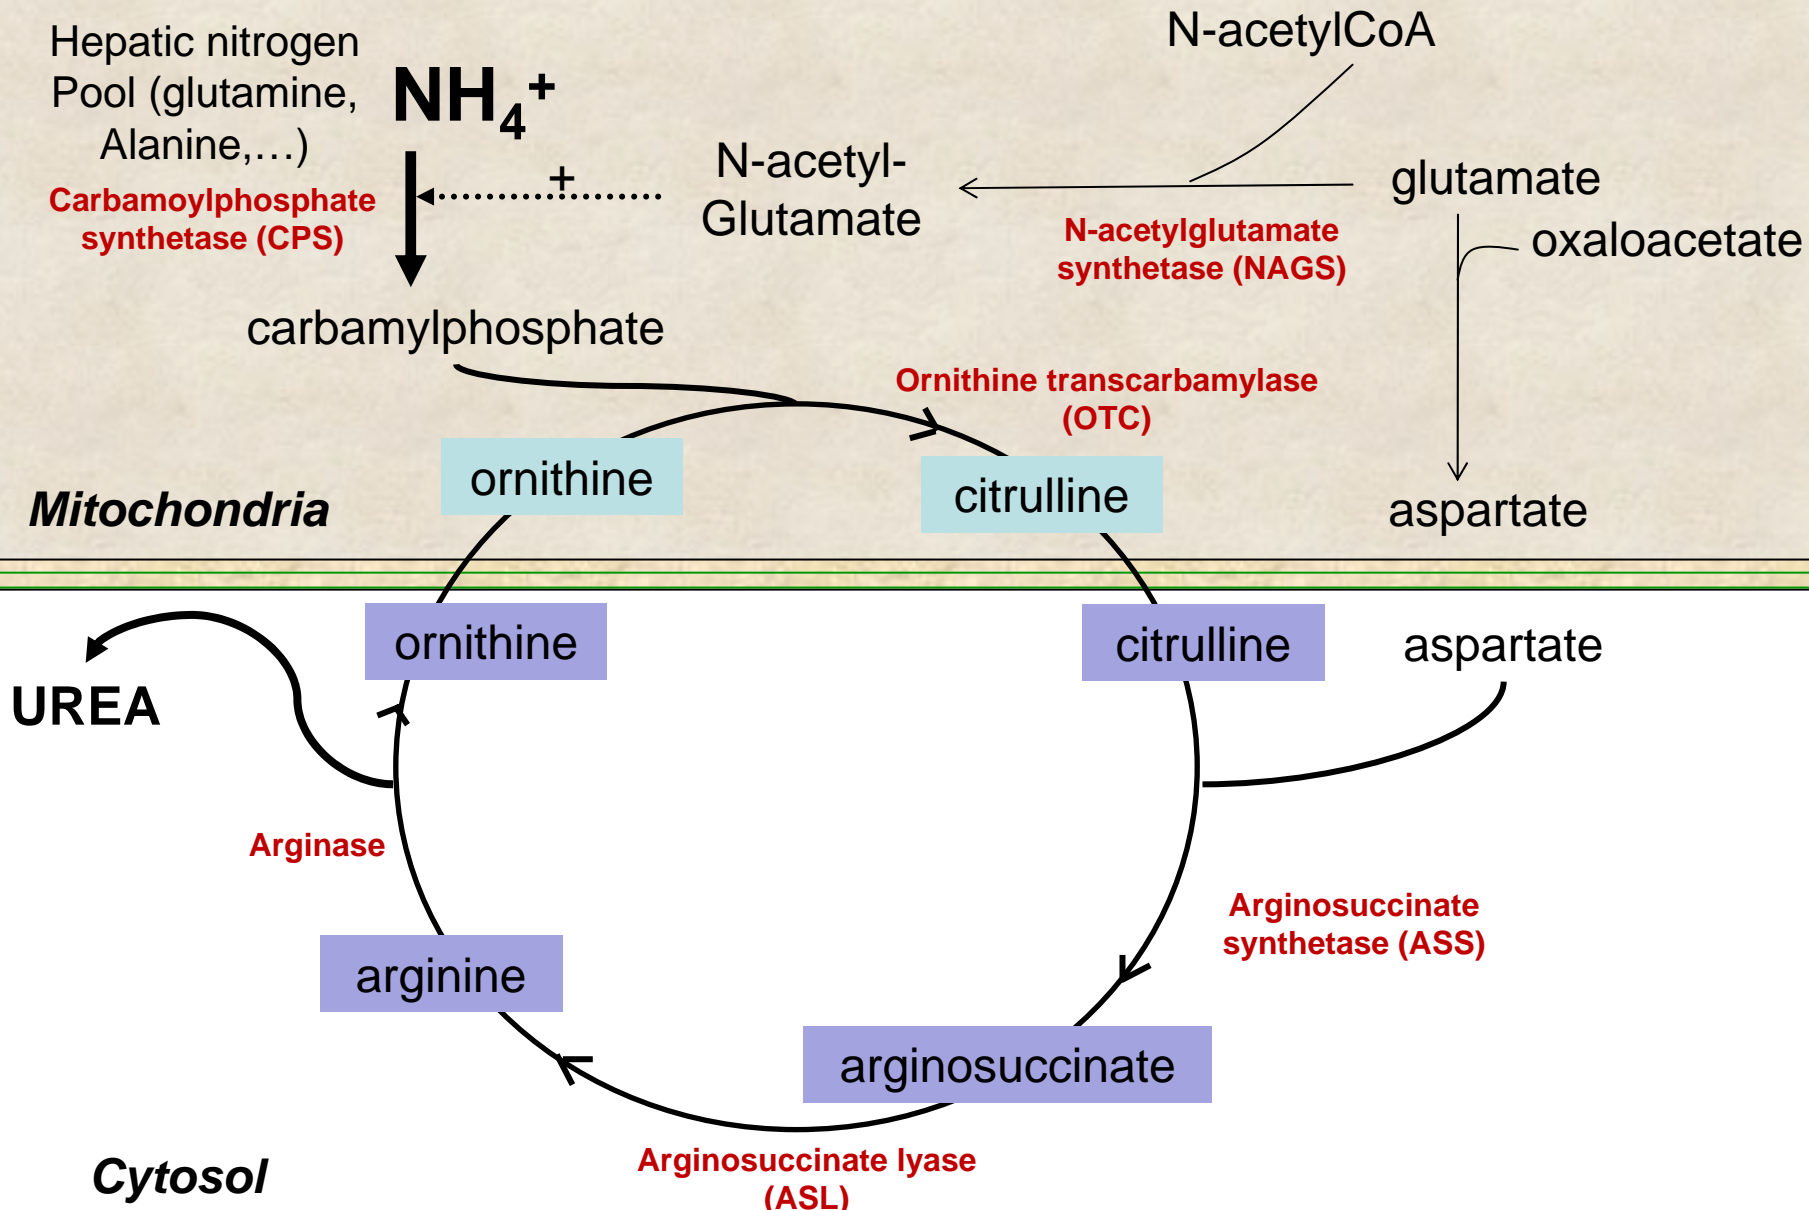 N-acetylCoA
Hepatic nitrogen
Pool (glutamine,
Alanine,...)
NH4+
Carbamoylphosphate
synthetase (CPS)
+
N-acetyl-
Glutamate
glutamate
N-acetylglutamate
synthetase (NAGS)
oxaloacetate
carbamylphosphate
Ornithine transcarbamylase
(OTC)
ornithine
citrulline
Mitochondria
aspartate
ornithine
citrulline
aspartate
UREA
Arginase
Arginosuccinate
synthetase (ASS)
arginine
arginosuccinate
Arginosuccinate lyase
(ASL)
Cytosol